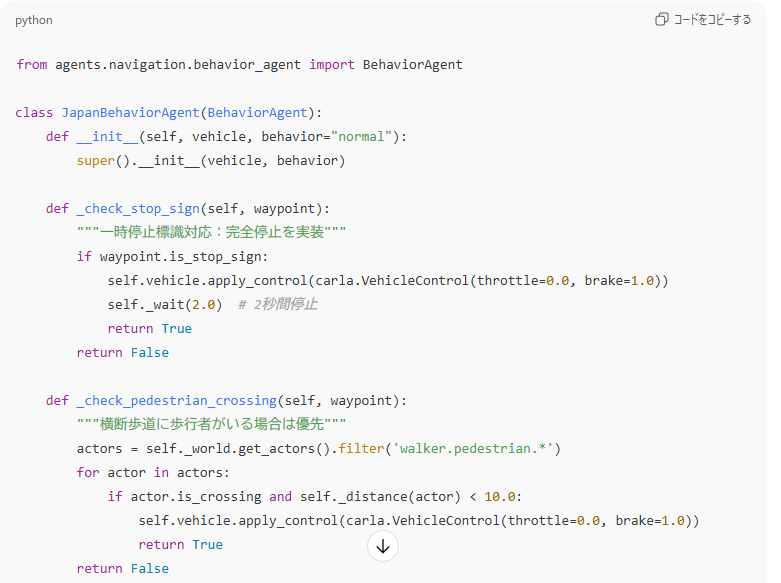 python
コードをコピーする
from agents.navigation.behavior_agent import BehaviorAgent
class JapanBehaviorAgent(BehaviorAgent):
    def __init__(self, vehicle, behavior="normal"):
        super().__init__(vehicle, behavior)
    def _check_stop_sign(self, waypoint):
        """一時停止標識対応：完全停止を実装"""
        if waypoint.is_stop_sign:
            self.vehicle.apply_control(carla.VehicleControl(throttle=0.0, brake=1.0))
            self._wait(2.0)  # 2秒間停止
            return True
        return False
    def _check_pedestrian_crossing(self, waypoint):
        """横断歩道に歩行者がいる場合は優先"""
        actors = self._world.get_actors().filter('walker.pedestrian.*')
        for actor in actors:
            if actor.is_crossing and self._distance(actor) < 10.0:
                self.vehicle.apply_control(carla.VehicleControl(throttle=0.0, brake=1.0))
                return True
        return False